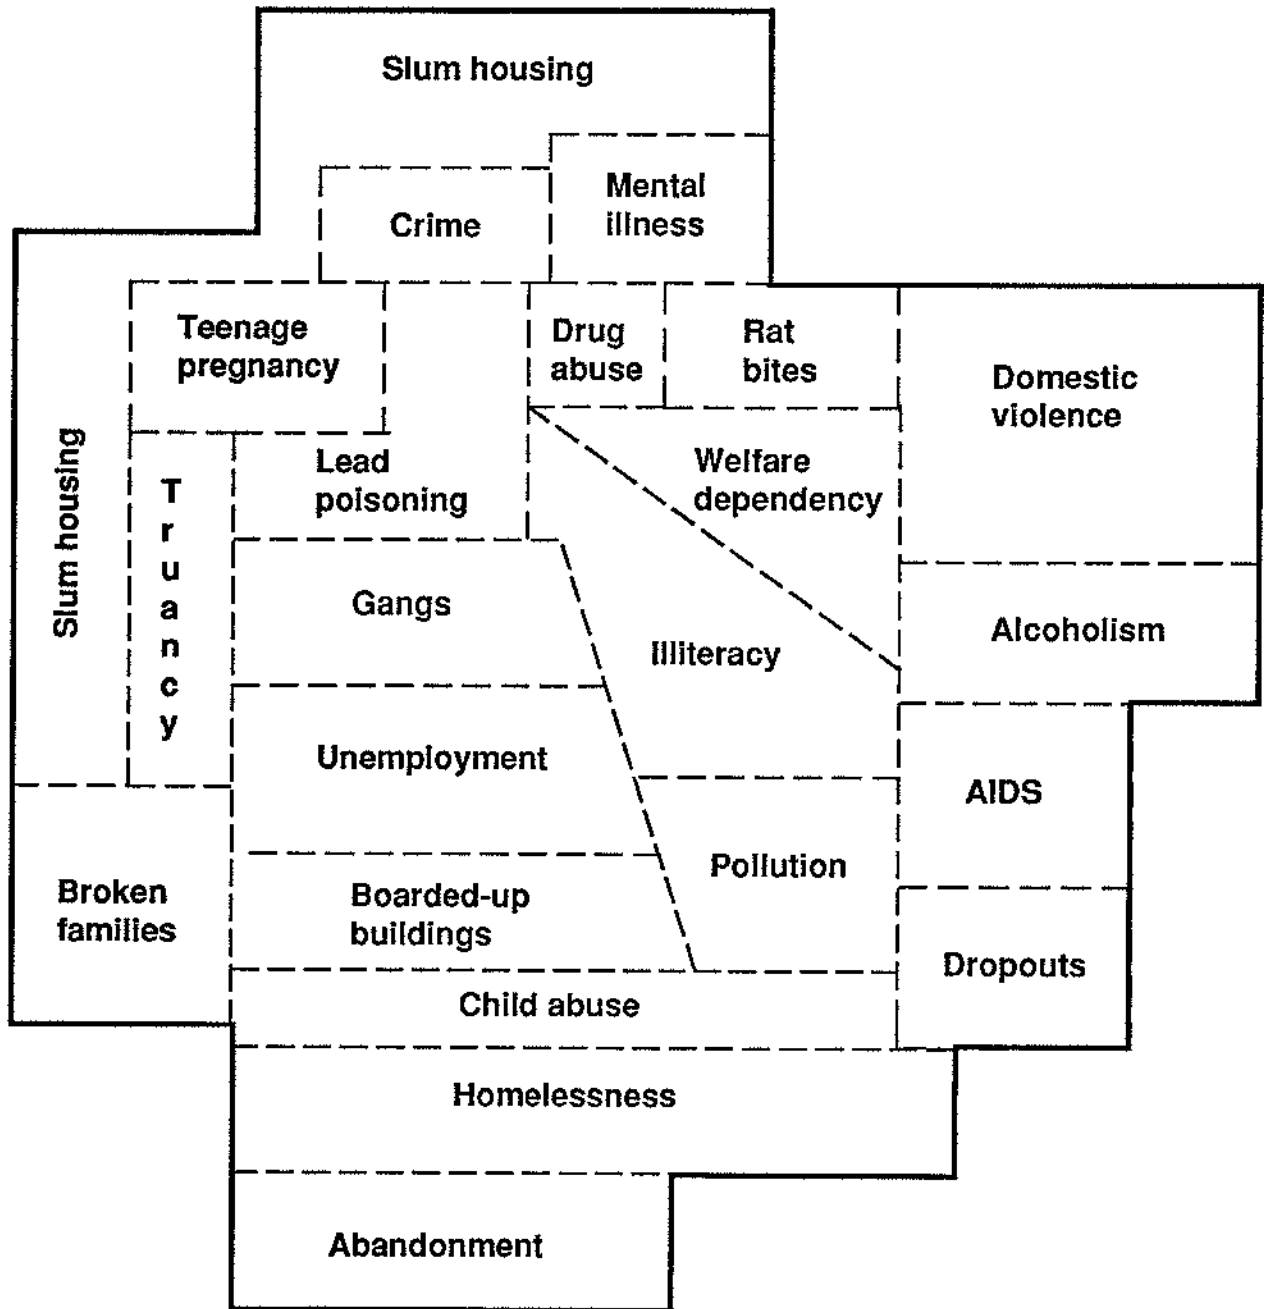 Slum housing
Mental
illness
Crime
Teenage
pregnancy
Drug
abuse
Rat
bites
Domestic
violence
Slum housing
Truancy
Lead
poisoning
Welfare
dependency
Gangs
Illiteracy
Alcoholism
Unemployment
AIDS
Broken
families
Boarded-up
buildings
Pollution
Dropouts
Child abuse
Homelessness
Abandonment